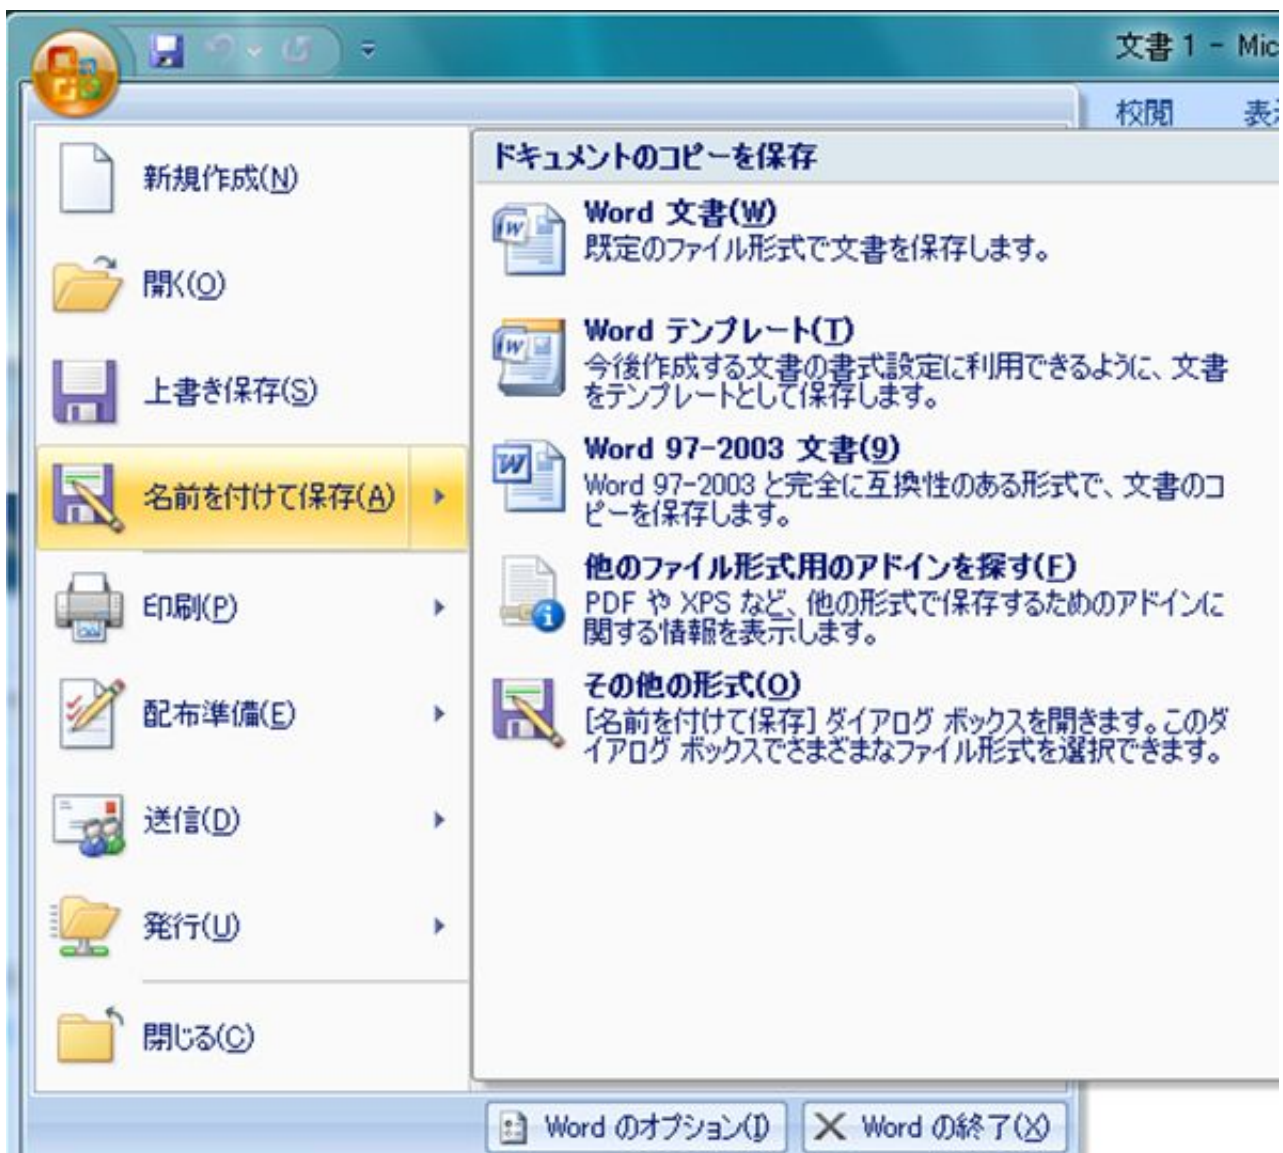 文書 1 - Mic
校閲 表示
新規作成(N)
開く(O)
上書き保存(S)
名前を付けて保存(A)
印刷(P)
配布準備(E)
送信(D)
発行(U)
閉じる(C)
ドキュメントのコピーを保存
Word 文書(W)
既定のファイル形式で文書を保存します。
Word テンプレート(T)
今後作成する文書の書式設定に利用できるように、文書
をテンプレートとして保存します。
Word 97-2003 文書(9)
Word 97-2003 と完全に互換性のある形式で、文書のコ
ピーを保存します。
他のファイル形式用のアドインを探す(F)
PDF や XPS など、他の形式で保存するためのアドインに
関する情報を表示します。
その他の形式(O)
[名前を付けて保存] ダイアログ ボックスを開きます。このダ
イアログ ボックスでさまざまなファイル形式を選択できます。
Word のオプション(I)
Word の終了(X)